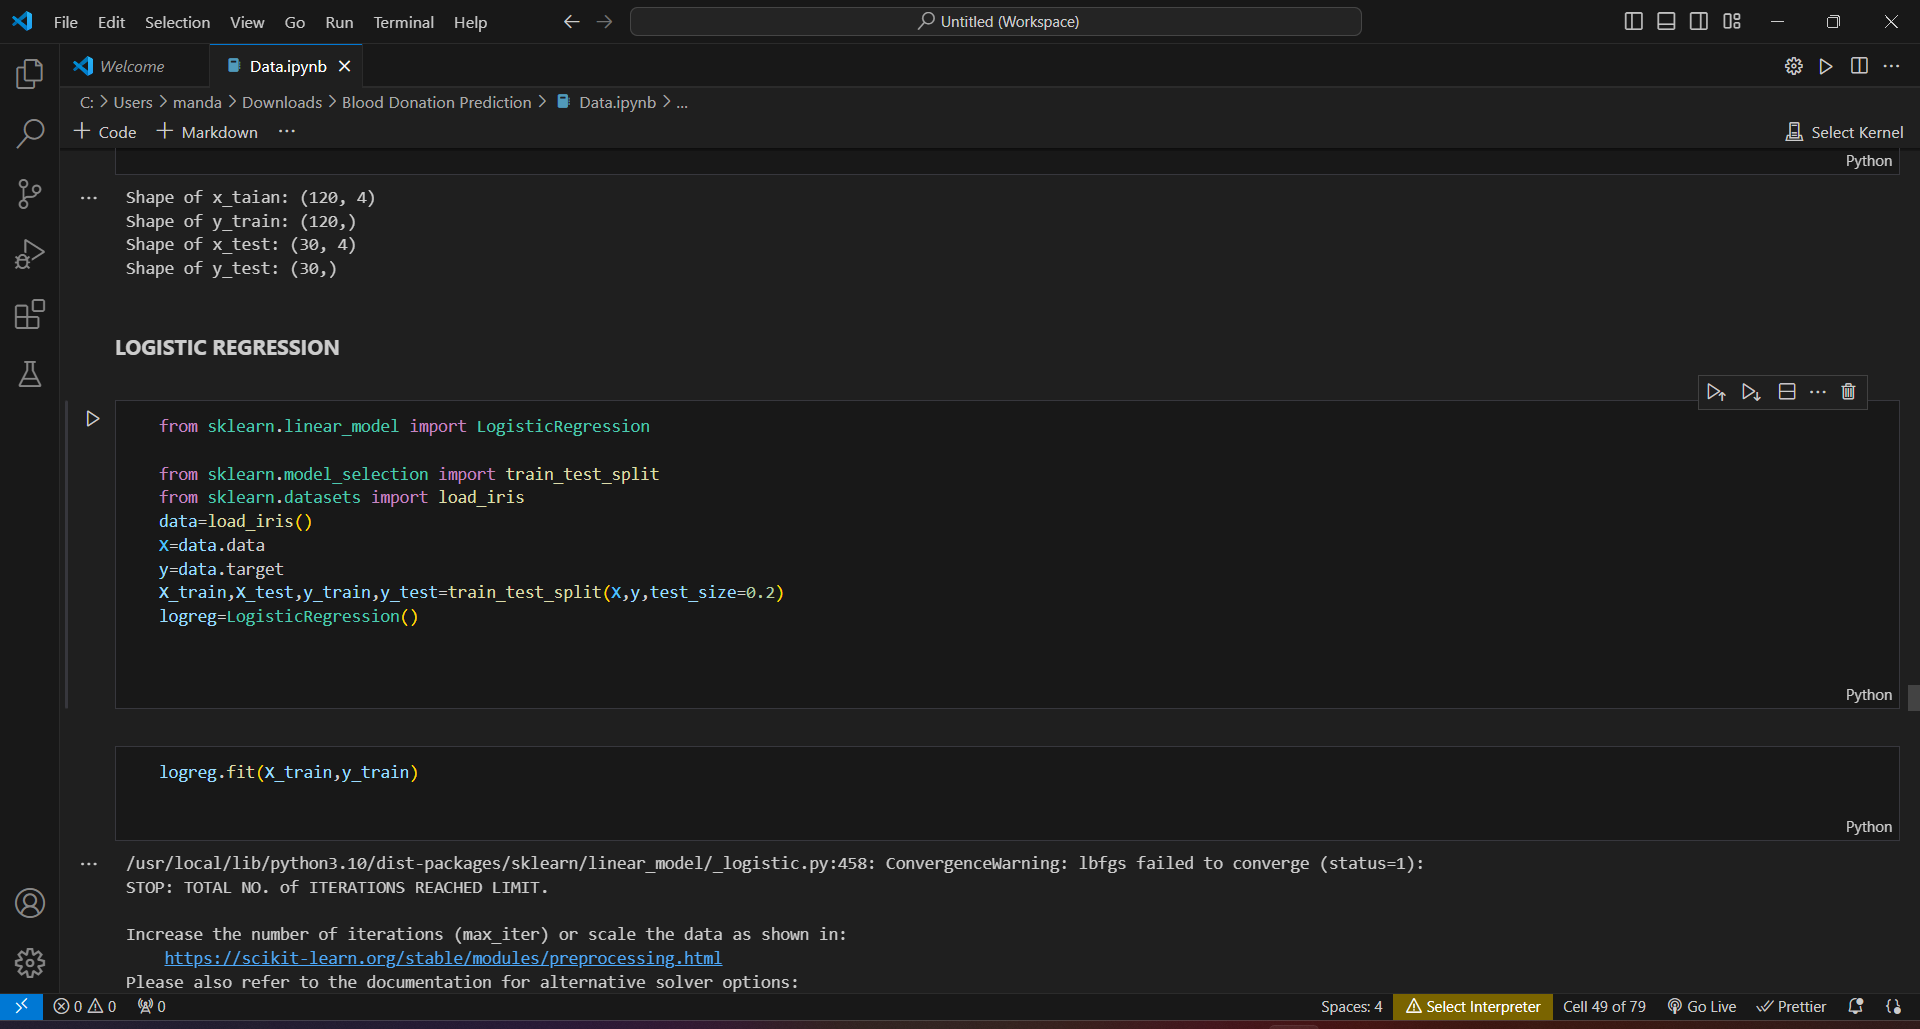 File Edit Selection View Go Run Terminal Help Untitled (Workspace)
Welcome Data.ipynb
C: > Users > manda > Downloads > Blood Donation Prediction > Data.ipynb > ...
+ Code + Markdown ... Select Kernel
Python
... Shape of x_taian: (120, 4)
Shape of y_train: (120,)
Shape of x_test: (30, 4)
Shape of y_test: (30,)
LOGISTIC REGRESSION
from sklearn.linear_model import LogisticRegression
from sklearn.model_selection import train_test_split
from sklearn.datasets import load_iris
data=load_iris()
X=data.data
y=data.target
X_train,X_test,y_train,y_test=train_test_split(X,y,test_size=0.2)
logreg=LogisticRegression()
Python
logreg.fit(X_train,y_train)
Python
... /usr/local/lib/python3.10/dist-packages/sklearn/linear_model/_logistic.py:458: ConvergenceWarning: lbfgs failed to converge (status=1):
STOP: TOTAL NO. of ITERATIONS REACHED LIMIT.
Increase the number of iterations (max_iter) or scale the data as shown in:
https://scikit-learn.org/stable/modules/preprocessing.html
Please also refer to the documentation for alternative solver options:
0 0 0 Spaces: 4 Select Interpreter Cell 49 of 79 Go Live Prettier